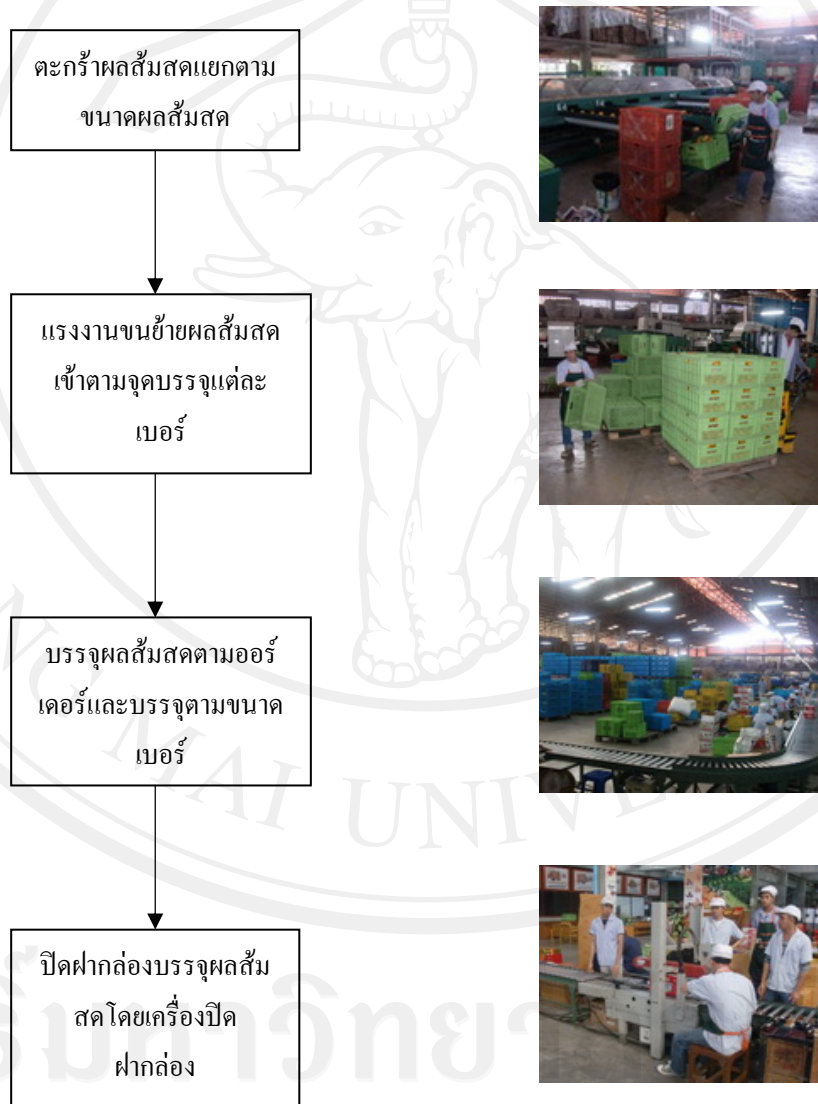 ตะกร้าผลส้มสดแยกตาม
ขนาดผลส้มสด
แรงงานขนย้ายผลส้มสด
เข้าตามจุดบรรจุแต่ละ
เบอร์
บรรจุผลส้มสดตามออร์
เดอร์และบรรจุตามขนาด
เบอร์
ปิดฝากล่องบรรจุผลส้ม
สดโดยเครื่องปิด
ฝากล่อง
MAI UNIVE